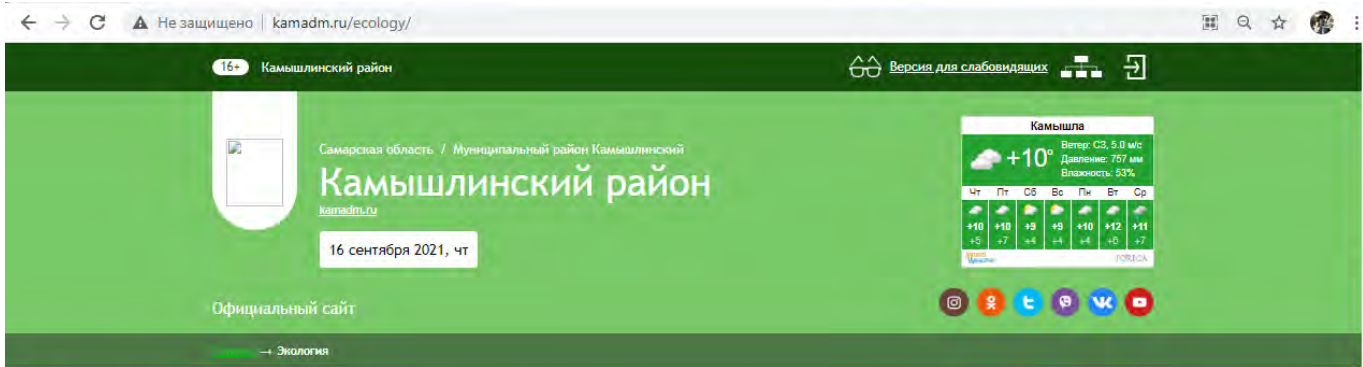 Не защищено | kamadm.ru/ecology/
16+ Камышлинский район
Версия для слабовидящих
Самарская область / Муниципальный район Камышлинский
Камышлинский район
kamadm.ru
16 сентября 2021, чт
Официальный сайт
Камышла
+10°
Ветер: СЗ, 5.0 м/с
Давление: 757 мм
Влажность: 53%
Чт Пт Сб Вс Пн Вт Ср
+10 +10 +9 +9 +10 +12 +11
+5 +7 +4 +4 +4 +6 +7
→ Экология